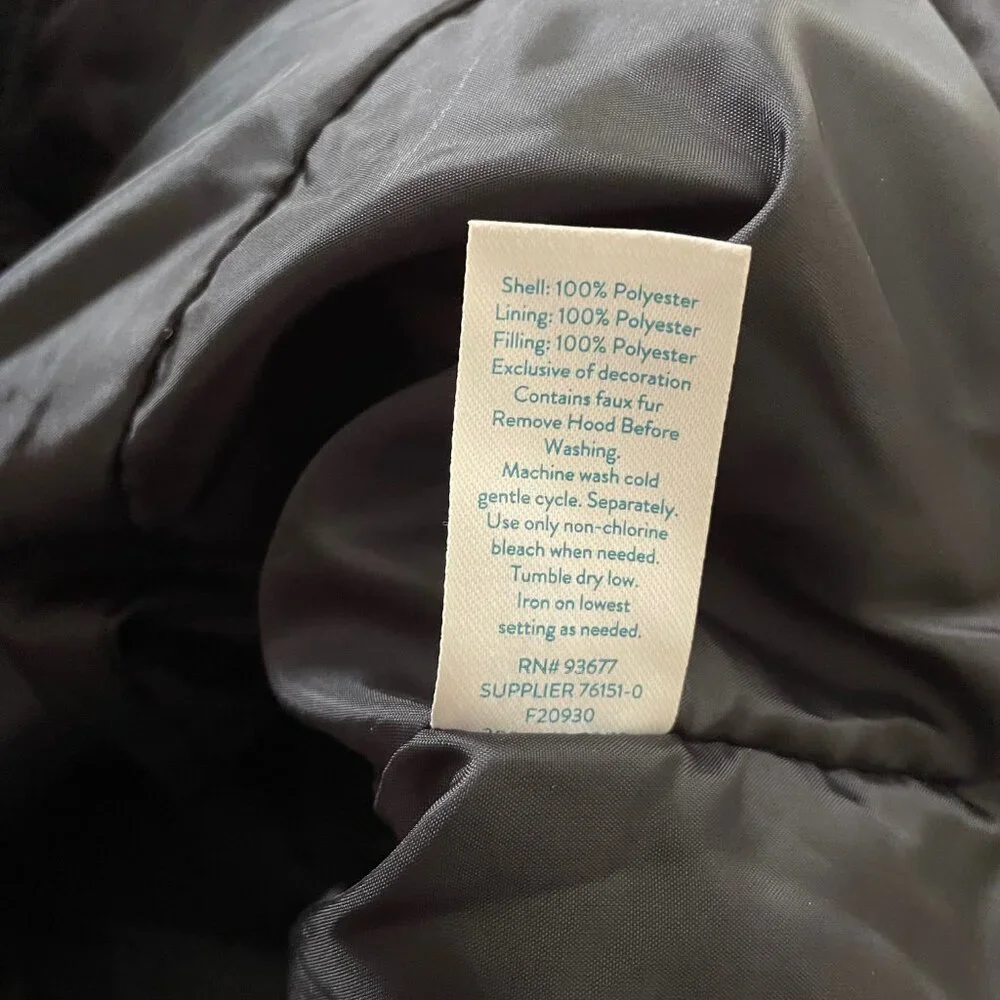 Shell: 100% Polyester
Lining: 100% Polyester
Filling: 100% Polyester
Exclusive of decoration
Contains faux fur
Remove Hood Before
Washing.
Machine wash cold
gentle cycle. Separately.
Use only non-chlorine
bleach when needed.
Tumble dry low.
Iron on lowest
setting as needed.
RN# 93677
SUPPLIER 76151-0
F20930